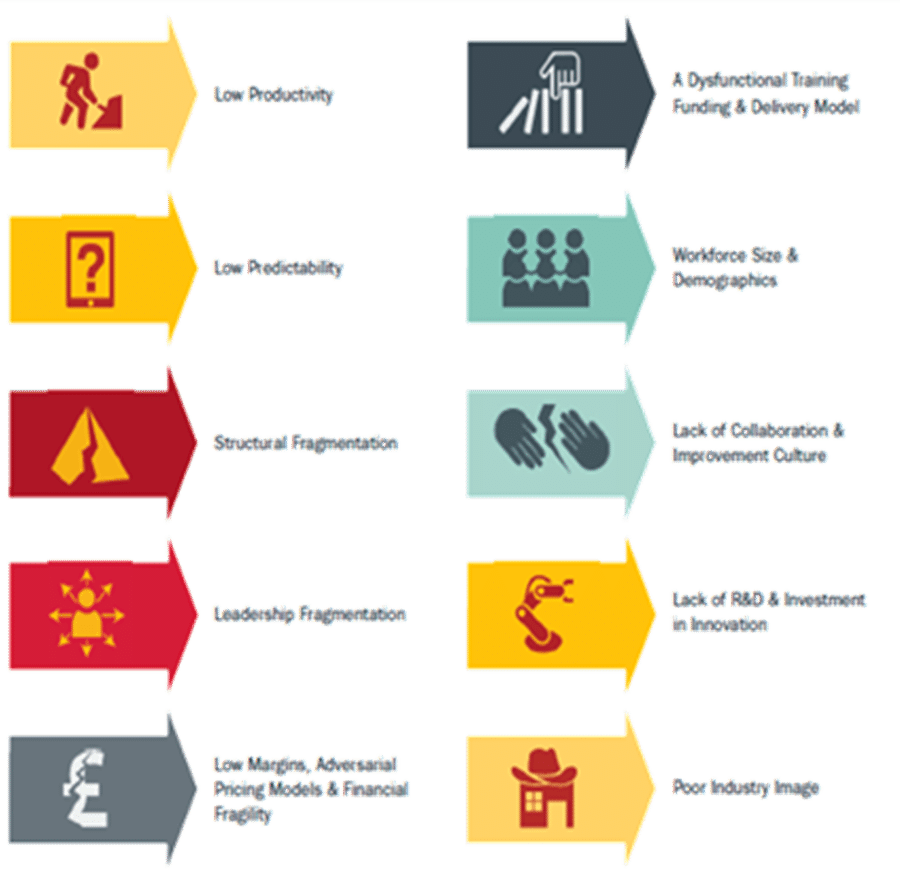 Low Productivity
Low Predictability
Structural Fragmentation
Leadership Fragmentation
Low Margins, Adversarial
Pricing Models & Financial
Fragility
A Dysfunctional Training
Funding & Delivery Model
Workforce Size &
Demographics
Lack of Collaboration &
Improvement Culture
Lack of R&D & Investment
in Innovation
Poor Industry Image